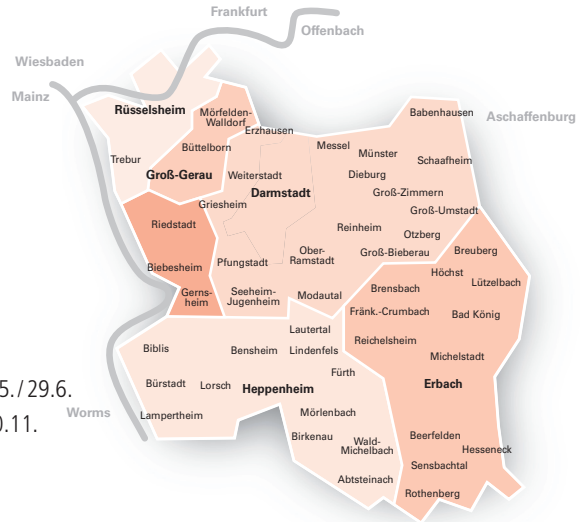 Frankfurt
Offenbach
Wiesbaden
Mainz
Aschaffenburg
Rüsselsheim
Mörfelden-
Walldorf
Erzhausen
Babenhausen
Trebur
Büttelborn
Groß-Gerau
Messel
Münster
Schaafheim
Weiterstadt
Dieburg
Darmstadt
Groß-Zimmern
Griesheim
Groß-Umstadt
Riedstadt
Reinheim
Otzberg
Ober-
Ramstadt
Groß-Bieberau
Breuberg
Biebesheim
Pfungstadt
Höchst
Lützelbach
Gerns-
heim
Seeheim-
Jugenheim
Modautal
Brensbach
Fränk.-Crumbach
Bad König
Lautertal
Reichelsheim
Biblis
Bensheim
Lindenfels
Michelstadt
Fürth
Bürstadt
Lorsch
Heppenheim
Erbach
5./29.6.
Worms
Lampertheim
Mörlenbach
0.11.
Birkenau
Wald-
Michelbach
Beerfelden
Hesseneck
Sensbachtal
Abtsteinach
Rothenberg